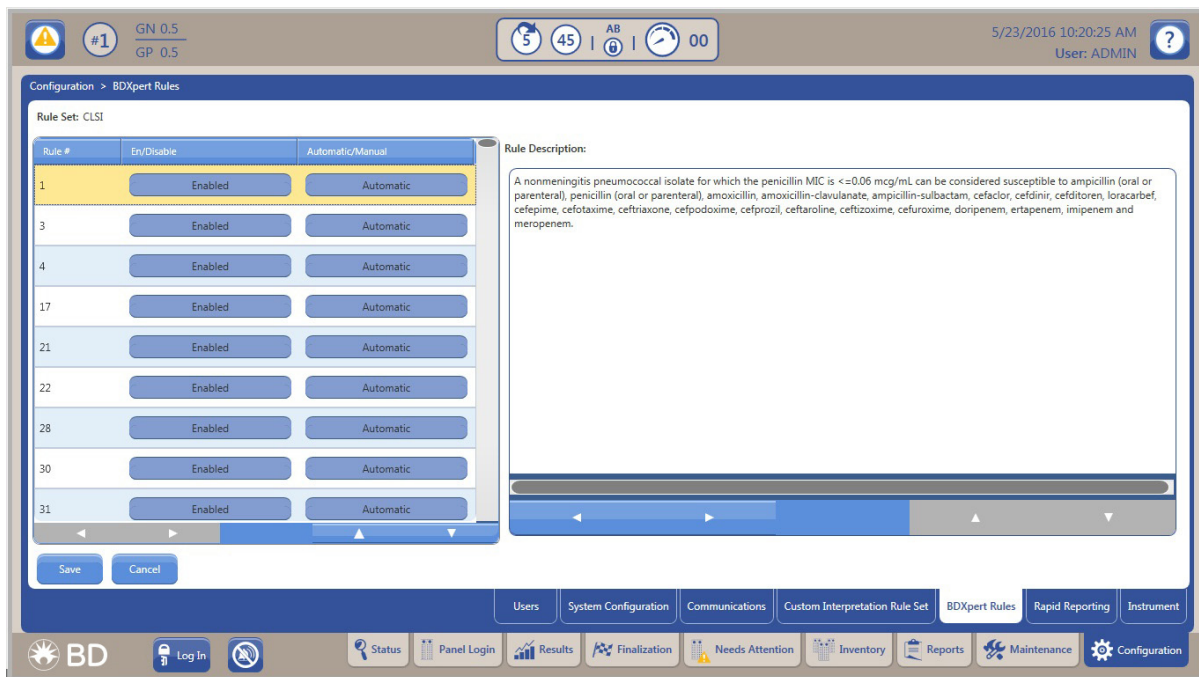 #1
GN 0.5
GP 0.5
5
45
AB
00
5/23/2016 10:20:25 AM
User: ADMIN
?
Configuration > BDXpert Rules
Rule Set: CLSI
Rule # En/Disable Automatic/Manual
1 Enabled Automatic
3 Enabled Automatic
4 Enabled Automatic
17 Enabled Automatic
21 Enabled Automatic
22 Enabled Automatic
28 Enabled Automatic
30 Enabled Automatic
31 Enabled Automatic
Rule Description:
A nonmeningitis pneumococcal isolate for which the penicillin MIC is <=0.06 mcg/mL can be considered susceptible to ampicillin (oral or
parenteral), penicillin (oral or parenteral), amoxicillin, amoxicillin-clavulanate, ampicillin-sulbactam, cefaclor, cefdinir, cefditoren, loracarbef,
cefepime, cefotaxime, ceftriaxone, cefpodoxime, cefprozil, ceftaroline, ceftizoxime, cefuroxime, doripenem, ertapenem, imipenem and
meropenem.
Save Cancel
Users System Configuration Communications Custom Interpretation Rule Set BDXpert Rules Rapid Reporting Instrument
BD Log In Status Panel Login Results Finalization Needs Attention Inventory Reports Maintenance Configuration